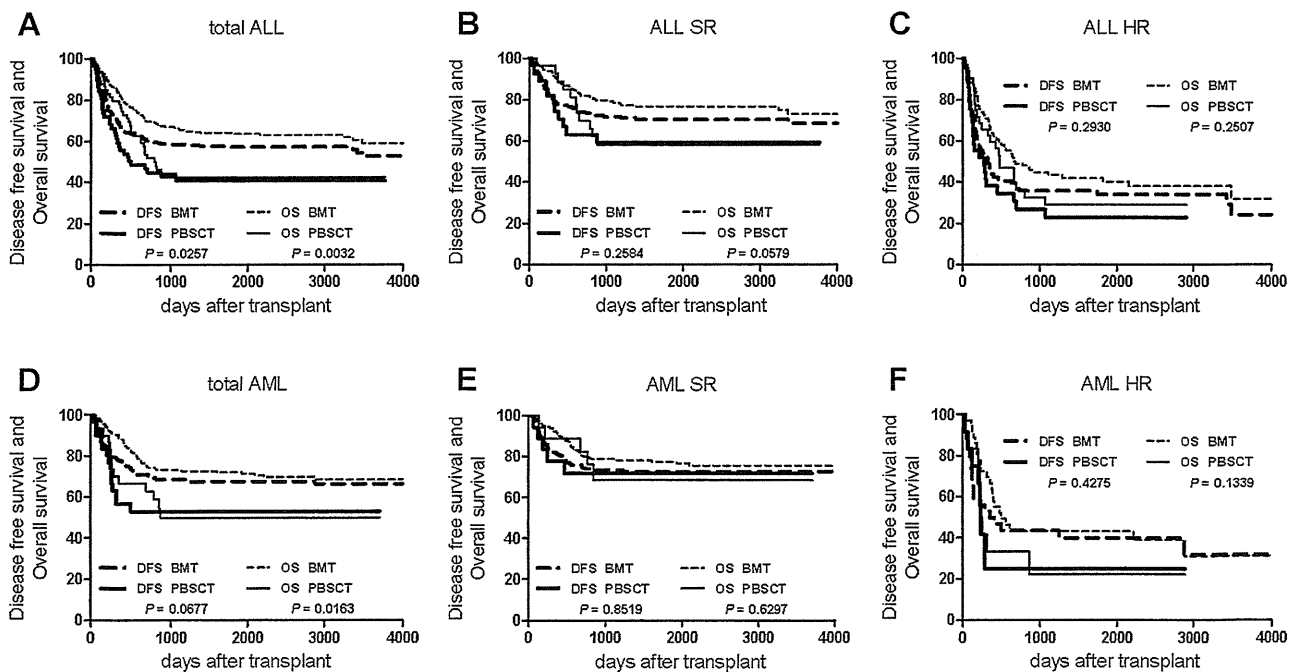 A
total ALL
Disease free survival and
Overall survival
100
80
60
40
20
0
DFS BMT
OS BMT
DFS PBSCT
OS PBSCT
P = 0.0257
P = 0.0032
0
1000
2000
3000
4000
days after transplant
B
ALL SR
Disease free survival and
Overall survival
100
80
60
40
20
0
DFS BMT
OS BMT
DFS PBSCT
OS PBSCT
P = 0.2584
P = 0.0579
0
1000
2000
3000
4000
days after transplant
C
ALL HR
Disease free survival and
Overall survival
100
80
60
40
20
0
DFS BMT
OS BMT
DFS PBSCT
OS PBSCT
P = 0.2930
P = 0.2507
0
1000
2000
3000
4000
days after transplant
D
total AML
Disease free survival and
Overall survival
100
80
60
40
20
0
DFS BMT
OS BMT
DFS PBSCT
OS PBSCT
P = 0.0677
P = 0.0163
0
1000
2000
3000
4000
days after transplant
E
AML SR
Disease free survival and
Overall survival
100
80
60
40
20
0
DFS BMT
OS BMT
DFS PBSCT
OS PBSCT
P = 0.8519
P = 0.6297
0
1000
2000
3000
4000
days after transplant
F
AML HR
Disease free survival and
Overall survival
100
80
60
40
20
0
DFS BMT
OS BMT
DFS PBSCT
OS PBSCT
P = 0.4275
P = 0.1339
0
1000
2000
3000
4000
days after transplant